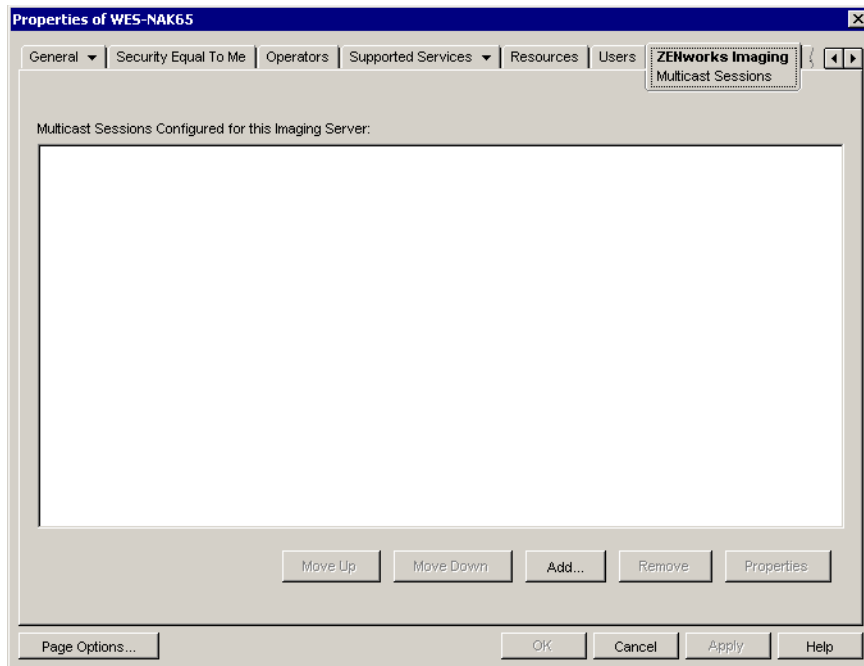 Properties of WES-NAK65
General Security Equal To Me Operators Supported Services Resources Users ZENworks Imaging
Multicast Sessions
Multicast Sessions Configured for this Imaging Server:
Move Up Move Down Add... Remove Properties
Page Options... OK Cancel Apply Help